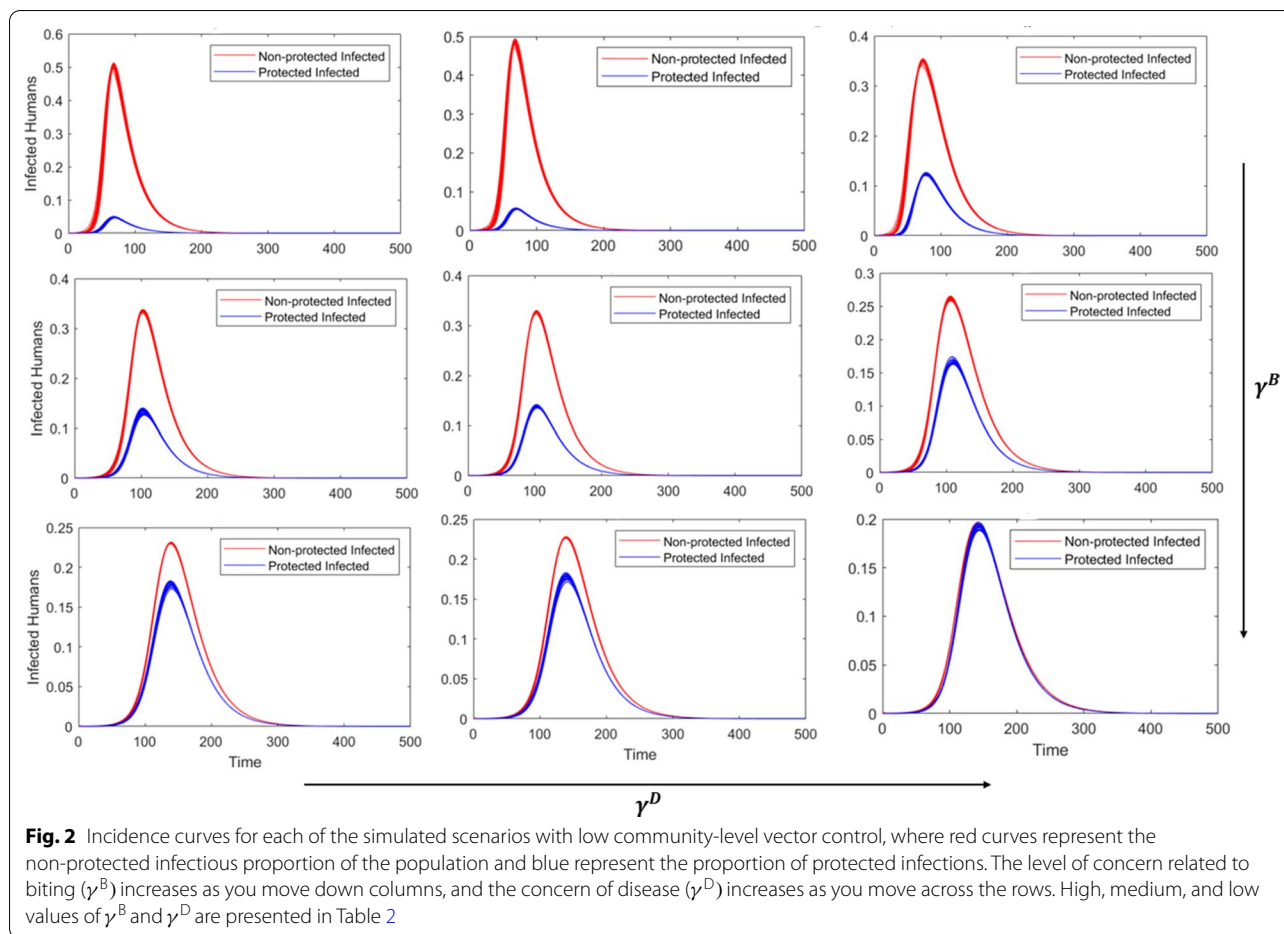 0.6
0.5
0.4
0.3
0.2
0.1
0
Infected Humans
Non-protected Infected
Protected Infected
0 100 200 300 400 500
0.5
0.4
0.3
0.2
0.1
0
Non-protected Infected
Protected Infected
0 100 200 300 400 500
0.4
0.3
0.2
0.1
0
Non-protected Infected
Protected Infected
0 100 200 300 400 500
0.4
0.3
0.2
0.1
0
Infected Humans
Non-protected Infected
Protected Infected
0 100 200 300 400 500
0.4
0.3
0.2
0.1
0
Non-protected Infected
Protected Infected
0 100 200 300 400 500
0.3
0.25
0.2
0.15
0.1
0.05
0
Non-protected Infected
Protected Infected
0 100 200 300 400 500
γ^B
0.25
0.2
0.15
0.1
0.05
0
Infected Humans
Non-protected Infected
Protected Infected
0 100 200 300 400 500
Time
0.25
0.2
0.15
0.1
0.05
0
Non-protected Infected
Protected Infected
0 100 200 300 400 500
0.2
0.15
0.1
0.05
0
Non-protected Infected
Protected Infected
0 100 200 300 400 500
Time
γ^D
Fig. 2 Incidence curves for each of the simulated scenarios with low community-level vector control, where red curves represent the
non-protected infectious proportion of the population and blue represent the proportion of protected infections. The level of concern related to
biting (γ^B) increases as you move down columns, and the concern of disease (γ^D) increases as you move across the rows. High, medium, and low
values of γ^B and γ^D are presented in Table 2